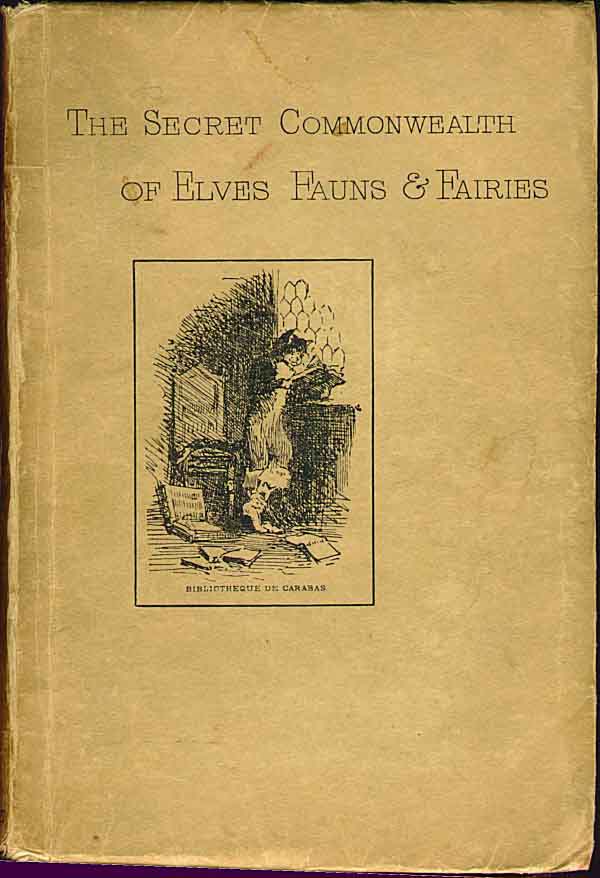 THE SECRET COMMONWEALTH
OF ELVES FAUNS & FAIRIES
BIBLIOTHEQUE DE CARABAS